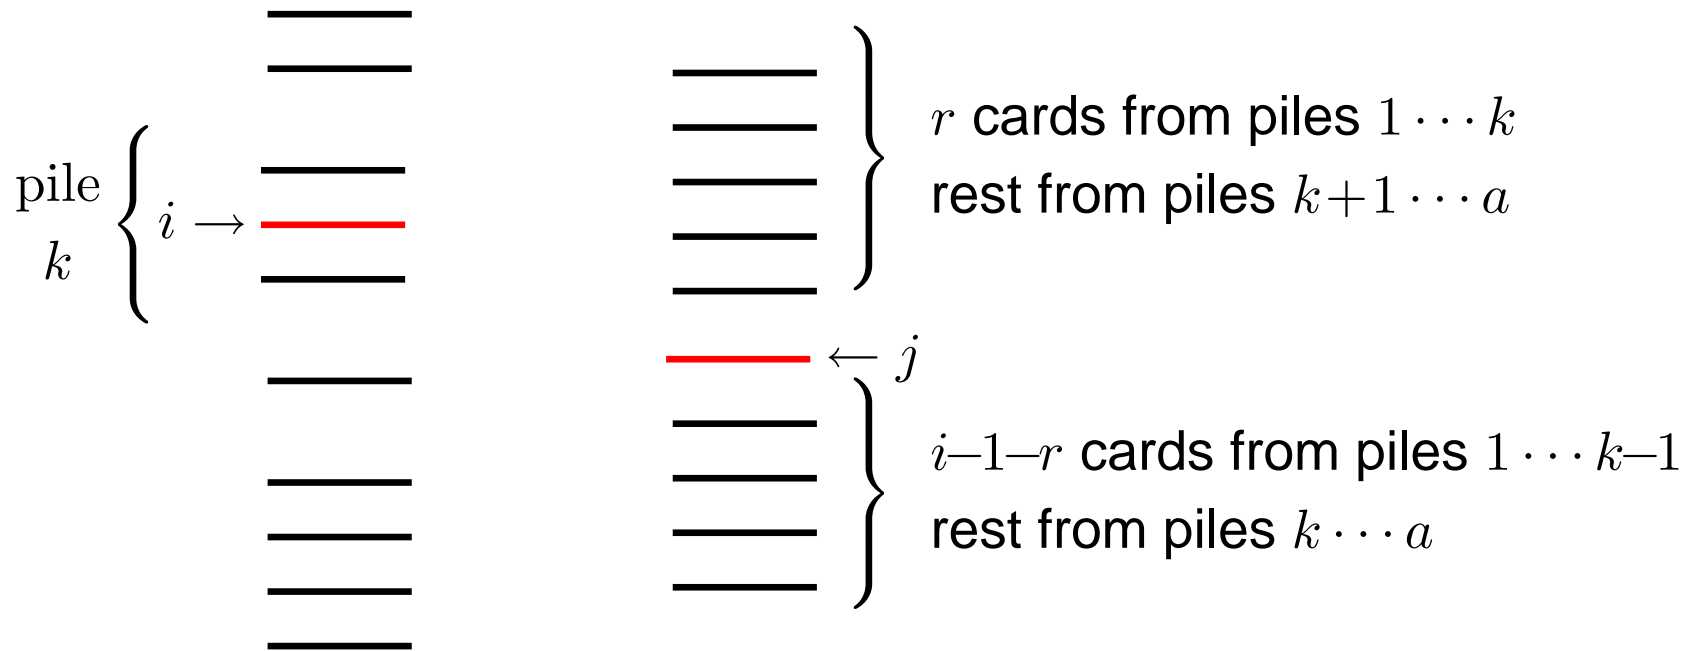 pile
k
i →
r cards from piles 1 ⋯ k
rest from piles k+1 ⋯ a
← j
i−1−r cards from piles 1 ⋯ k−1
rest from piles k ⋯ a